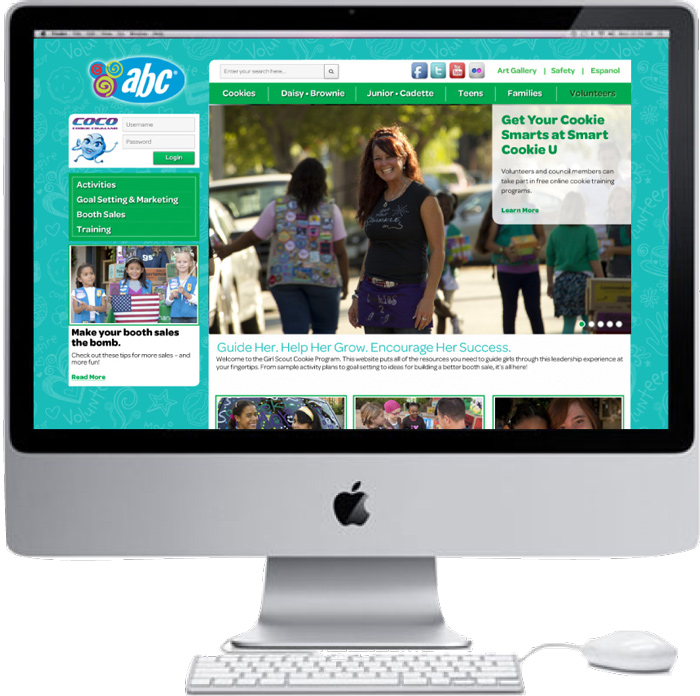 abc
Enter your search here...
Art Gallery | Safety | Espanol
Cookies
Daisy • Brownie
Junior • Cadette
Teens
Families
Volunteers
COCO
COOKIE COMMAND
Username
Password
Login
Activities
Goal Setting & Marketing
Booth Sales
Training
Make your booth sales
the bomb.
Check out these tips for more sales – and
more fun!
Read More
Get Your Cookie
Smarts at Smart
Cookie U
Volunteers and council members can
take part in free online cookie training
programs.
Learn More
Guide Her. Help Her Grow. Encourage Her Success.
Welcome to the Girl Scout Cookie Program. This website puts all of the resources you need to guide girls through this leadership experience at
your fingertips. From sample activity plans to goal setting to ideas for building a better booth sale, it's all here!